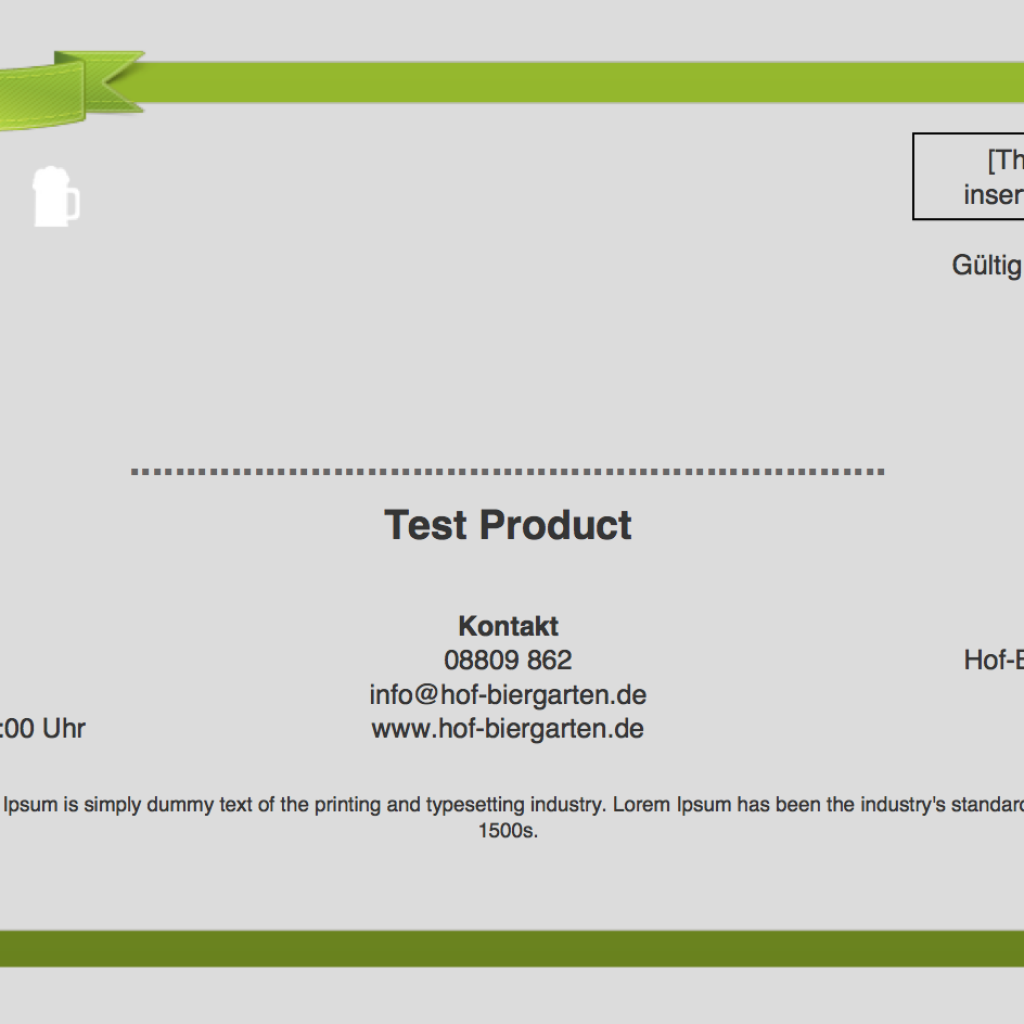 [Th
inser
Gültig
Test Product
Kontakt
08809 862
Hof-B
info@hof-biergarten.de
:00 Uhr
www.hof-biergarten.de
Ipsum is simply dummy text of the printing and typesetting industry. Lorem Ipsum has been the industry's standard
1500s.